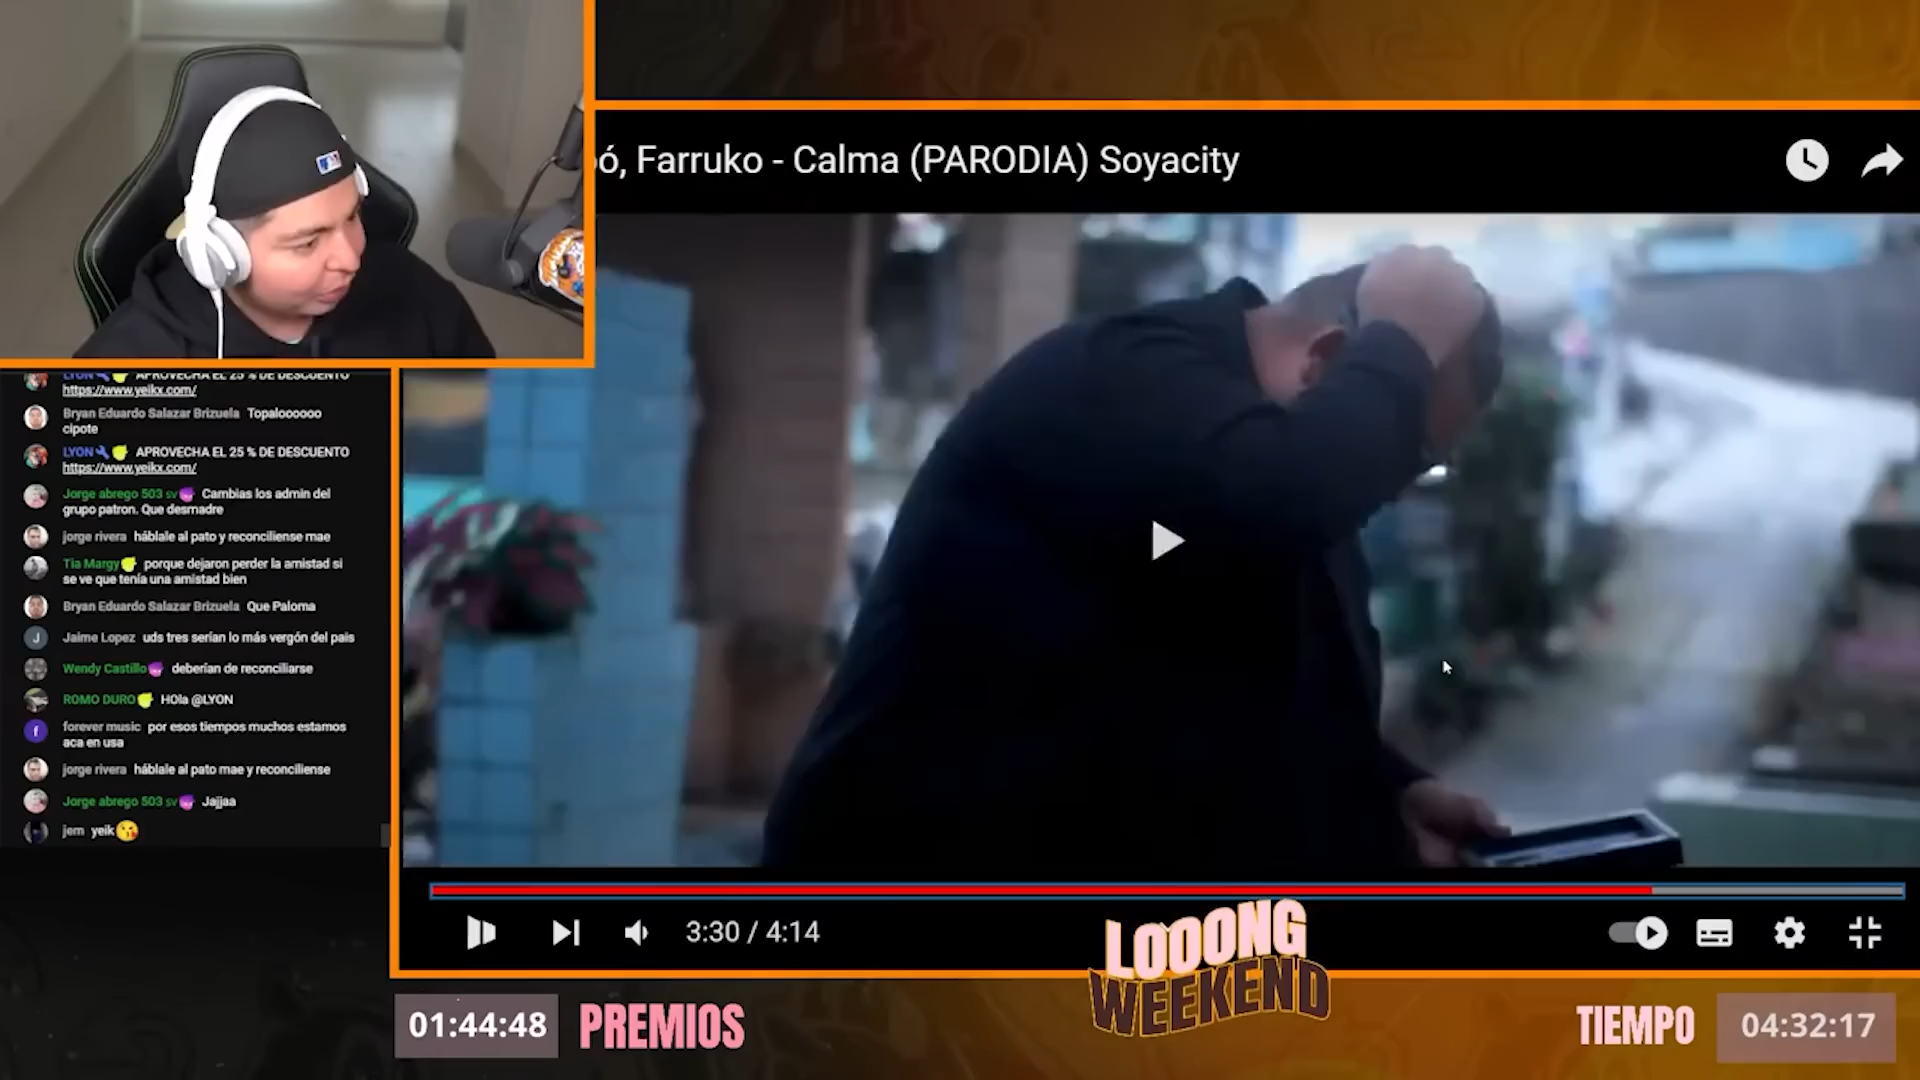 ó, Farruko - Calma (PARODIA) Soyacity
LYON APROVECHA EL 25 % DE DESCUENTO
https://www.yeikx.com/
Bryan Eduardo Salazar Brizuela Topaloooooo
cipote
LYON APROVECHA EL 25 % DE DESCUENTO
https://www.yeikx.com/
Jorge abrego 503 sv Cambias los admin del
grupo patron. Que desmadre
jorge rivera háblale al pato y reconciliense mae
Tia Margy porque dejaron perder la amistad si
se ve que tenía una amistad bien
Bryan Eduardo Salazar Brizuela Que Paloma
J Jaime Lopez uds tres serían lo más vergón del pais
Wendy Castillo deberían de reconciliarse
ROMO DURO HOla @LYON
f forever music por esos tiempos muchos estamos
aca en usa
jorge rivera háblale al pato mae y reconciliense
Jorge abrego 503 sv Jajjaa
jem yeik
3:30 / 4:14
LOOONG
WEEKEND
01:44:48 PREMIOS
TIEMPO 04:32:17